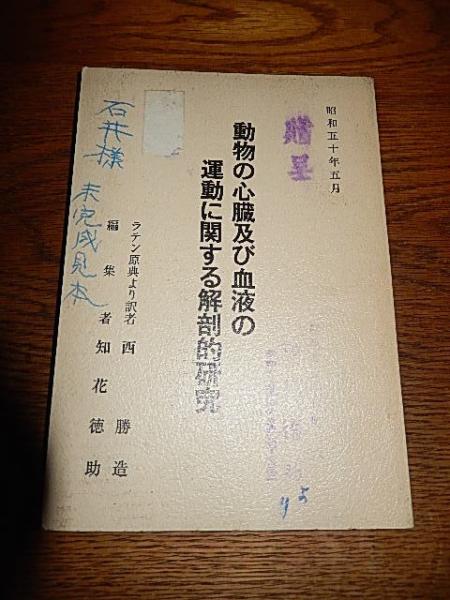 昭和五十年五月
贈呈
動物の心臓及び血液の
運動に関する解剖的研究
ラテン原典より訳者 西 勝造
編集者 知花徳助
石井様
未完成見本
より